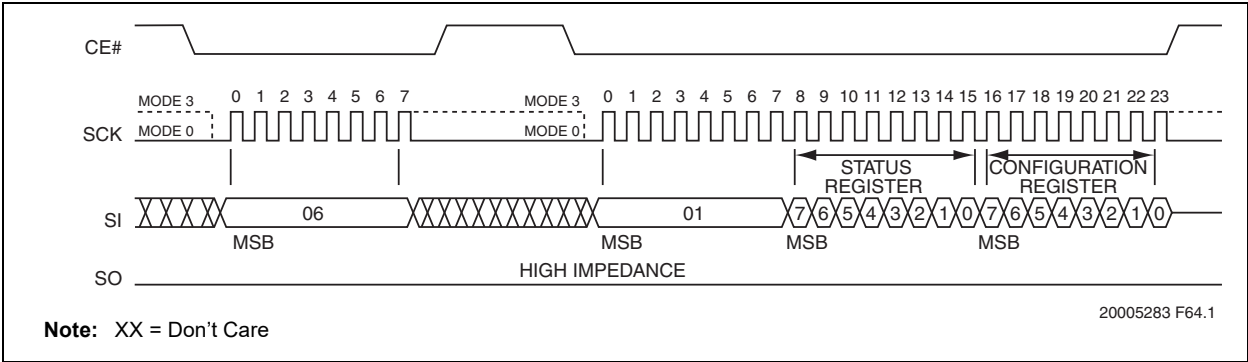 CE#
MODE 3 0 1 2 3 4 5 6 7 MODE 3 0 1 2 3 4 5 6 7 8 9 10 11 12 13 14 15 16 17 18 19 20 21 22 23
SCK MODE 0 MODE 0
STATUS REGISTER CONFIGURATION REGISTER
SI 06 01 7 6 5 4 3 2 1 0 7 6 5 4 3 2 1 0
MSB MSB MSB MSB
HIGH IMPEDANCE
SO
20005283 F64.1
Note: XX = Don't Care